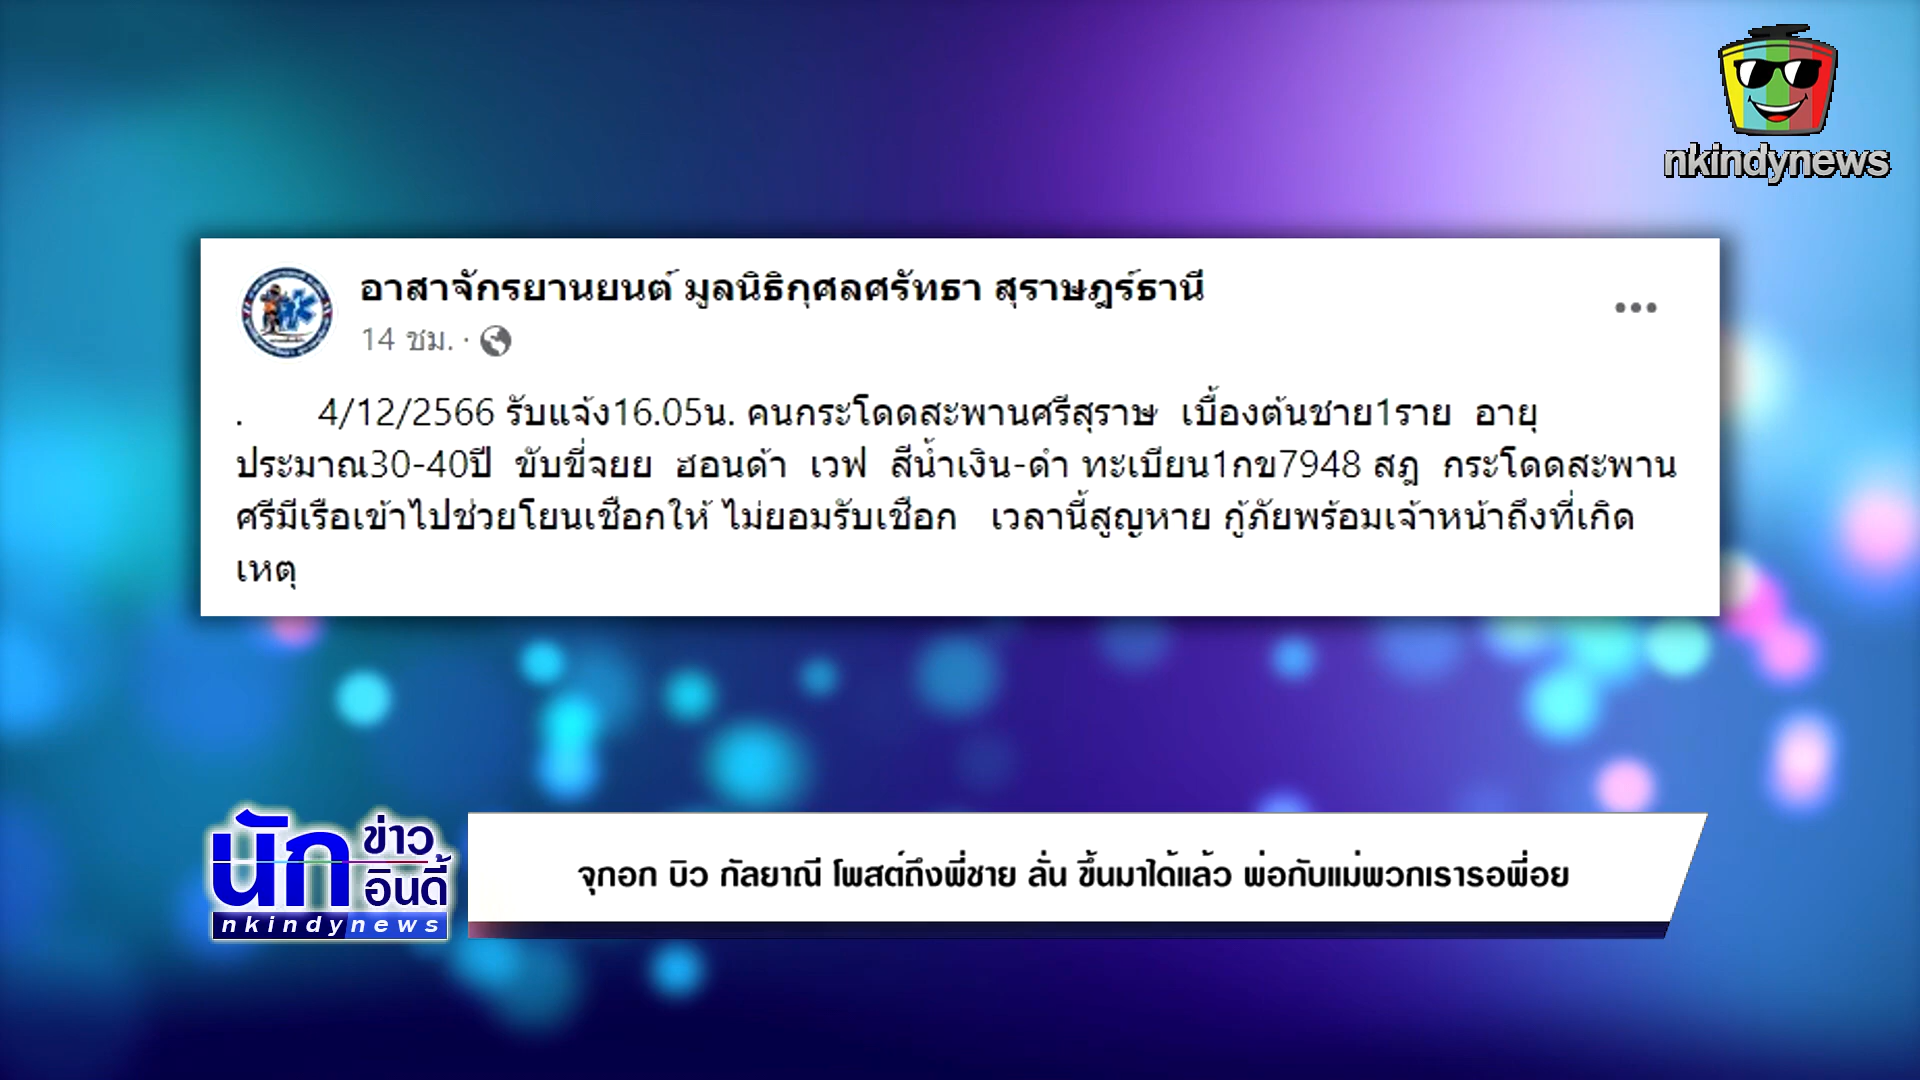 nkindynews
อาสาจักรยานยนต์ มูลนิธิกุศลศรัทธา สุราษฎร์ธานี
14 ชม. ·
. 4/12/2566 รับแจ้ง16.05น. คนกระโดดสะพานศรีสุราษ เบื้องต้นชาย1ราย อายุ
ประมาณ30-40ปี ขับขี่จยย ฮอนด้า เวฟ สีน้ำเงิน-ดำ ทะเบียน1กข7948 สฎ กระโดดสะพาน
ศรีมีเรือเข้าไปช่วยโยนเชือกให้ ไม่ยอมรับเชือก เวลานี้สูญหาย กู้ภัยพร้อมเจ้าหน้าถึงที่เกิด
เหตุ
นักข่าวอินดี้
nkindynews
จุกอก บิว กัลยาณี โพสต์ถึงพี่ชาย ลั่น ขึ้นมาได้แล้ว พ่อกับแม่พวกเรารอพี่อย